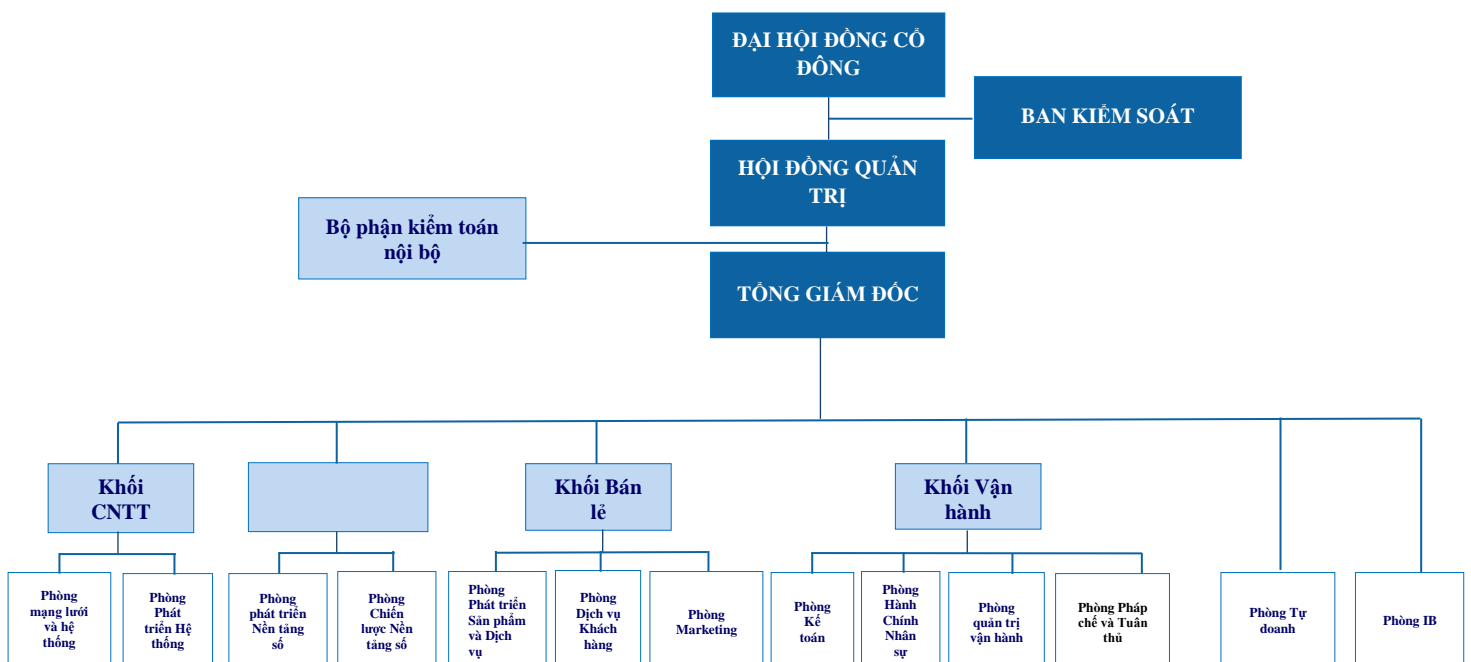 ĐẠI HỘI ĐỒNG CỔ
ĐÔNG
BAN KIỂM SOÁT
HỘI ĐỒNG QUẢN
TRỊ
Bộ phận kiểm toán
nội bộ
TỔNG GIÁM ĐỐC
Khối
CNTT
Khối Bán
lẻ
Khối Vận
hành
Phòng
mạng lưới
và hệ
thống
Phòng
Phát
triển Hệ
thống
Phòng
phát triển
Nền tảng
số
Phòng
Chiến
lược Nền
tảng số
Phòng
Phát triển
Sản phẩm
và Dịch
vụ
Phòng
Dịch vụ
Khách
hàng
Phòng
Marketing
Phòng
Kế
toán
Phòng
Hành
Chính
Nhân
sự
Phòng
quản trị
vận hành
Phòng Pháp
chế và Tuân
thủ
Phòng Tự
doanh
Phòng IB